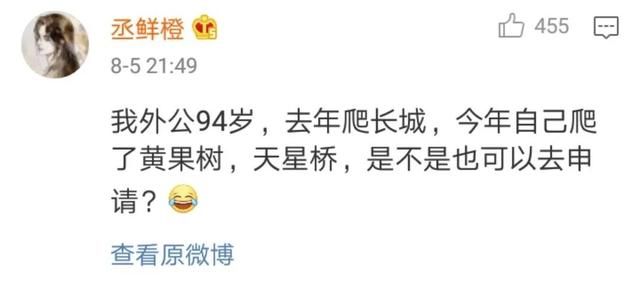 丞鲜橙
455
8-5 21:49
我外公94岁，去年爬长城，今年自己爬
了黄果树，天星桥，是不是也可以去申
请？😂
查看原微博